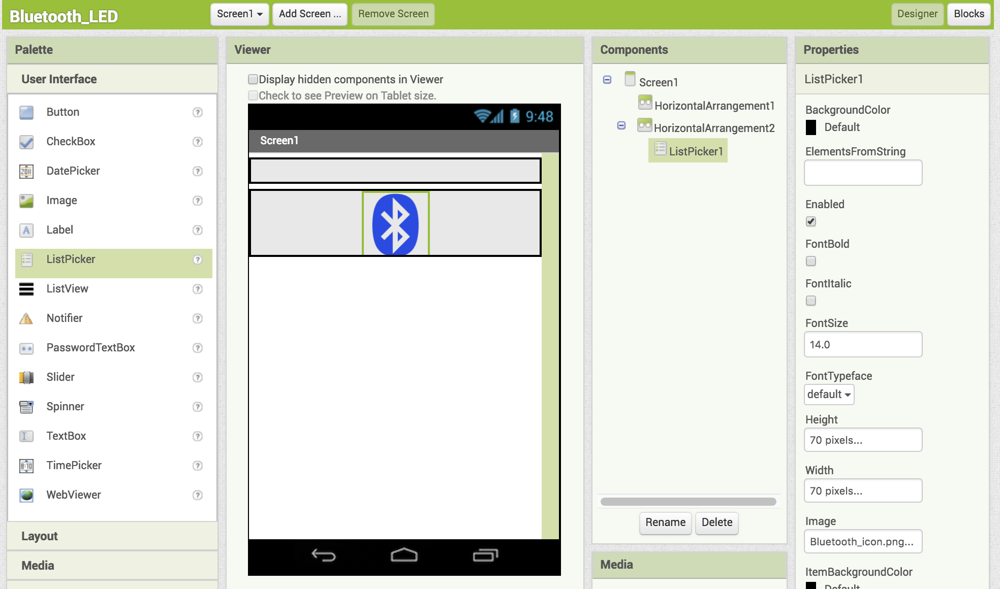 Bluetooth_LED
Screen1
Add Screen ...
Remove Screen
Designer
Blocks
Palette
User Interface
Button
CheckBox
DatePicker
Image
Label
ListPicker
ListView
Notifier
PasswordTextBox
Slider
Spinner
TextBox
TimePicker
WebViewer
Layout
Media
Viewer
Display hidden components in Viewer
Check to see Preview on Tablet size.
9:48
Screen1
Components
Screen1
HorizontalArrangement1
HorizontalArrangement2
ListPicker1
Rename
Delete
Media
Properties
ListPicker1
BackgroundColor
Default
ElementsFromString
Enabled
FontBold
FontItalic
FontSize
14.0
FontTypeface
default
Height
70 pixels...
Width
70 pixels...
Image
Bluetooth_icon.png...
ItemBackgroundColor
Default